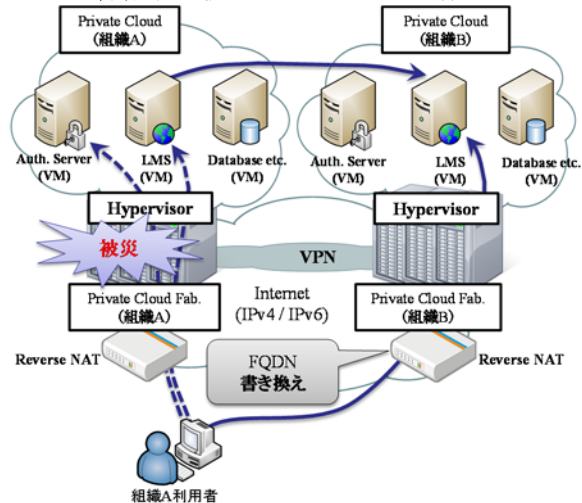 Private Cloud
(組織A)
Private Cloud
(組織B)
Auth. Server
(VM)
LMS
(VM)
Database etc.
(VM)
Auth. Server
(VM)
LMS
(VM)
Database etc.
(VM)
Hypervisor
Hypervisor
被災
VPN
Private Cloud Fab.
(組織A)
Internet
(IPv4 / IPv6)
Private Cloud Fab.
(組織B)
Reverse NAT
FQDN
書き換え
Reverse NAT
組織A利用者